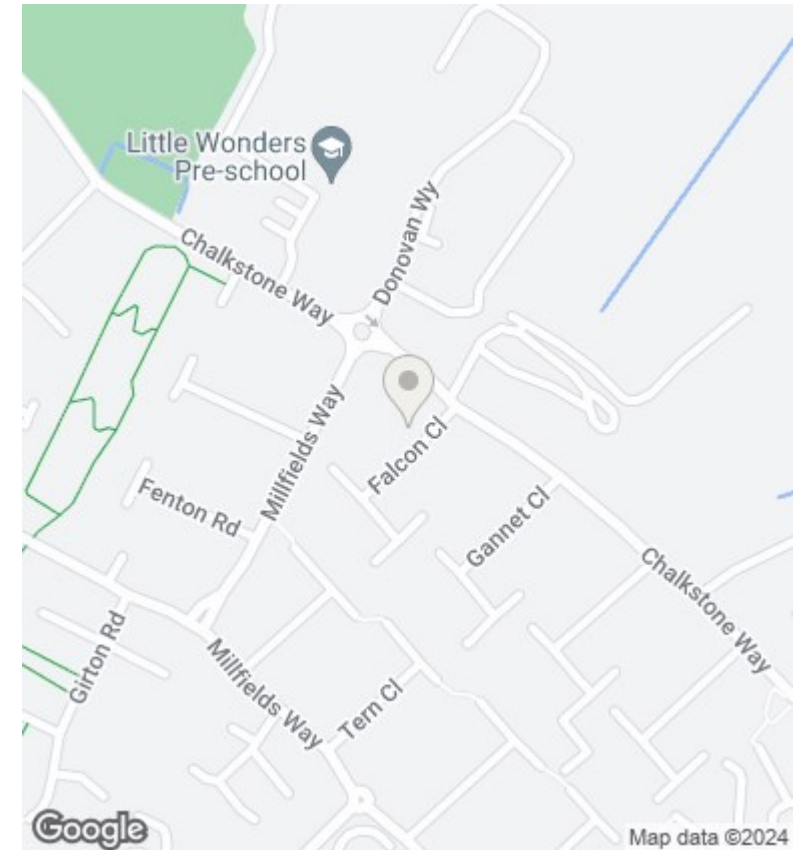 Little Wonders
Pre-school
Donovan Wy
Chalkstone Way
Millfields Way
Falcon Cl
Fenton Rd
Gannet Cl
Chalkstone Way
Girton Rd
Millfields Way
Tern Cl
Google
Map data ©2024